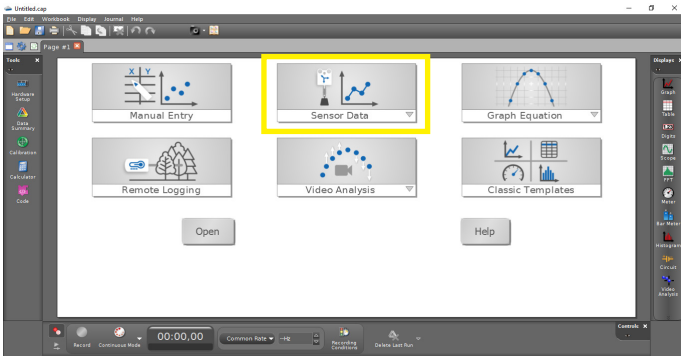 Untitled.cap
File Edit Workbook Display Journal Help
Page #1
Tools
Displays
Hardware
Setup
Data
Summary
Calibration
Calculator
Code
X Y
Manual Entry
Sensor Data
Graph Equation
Remote Logging
Video Analysis
Classic Templates
Open
Help
Graph
Table
Digits
Scope
FFT
Meter
Bar Meter
Histogram
Circuit
Video
Analysis
Controls
Record
Continuous Mode
00:00,00
Common Rate
--Hz
Recording
Conditions
Delete Last Run